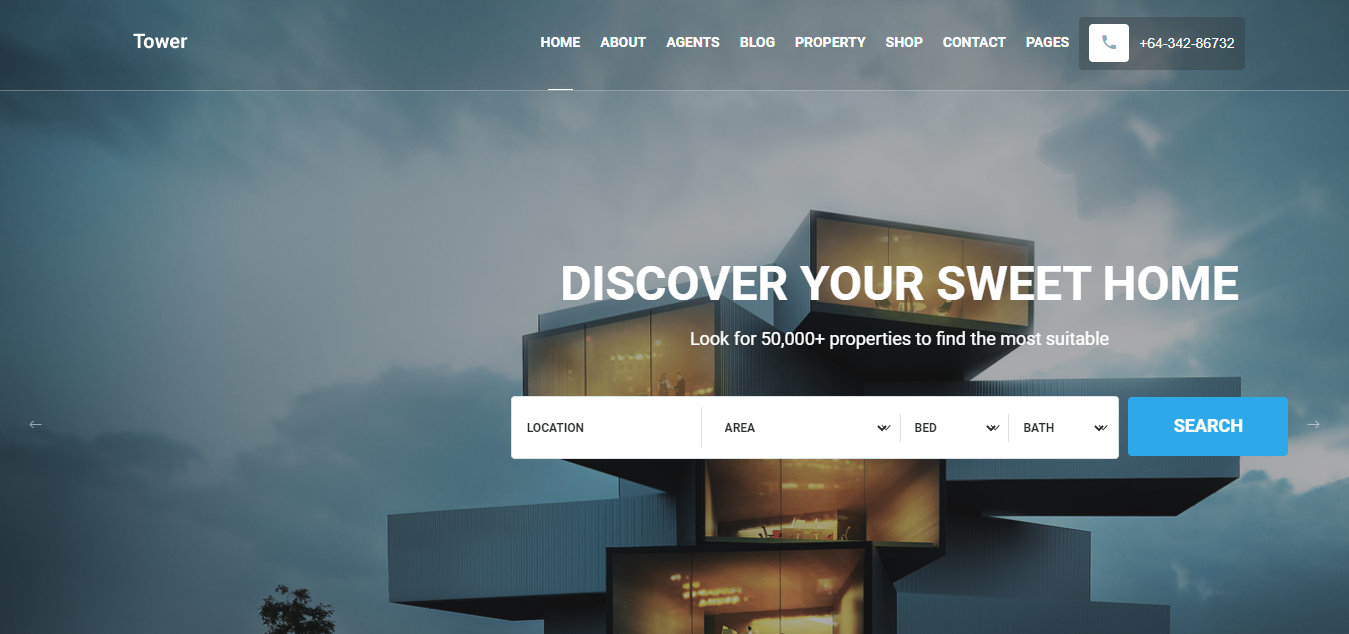 Tower
HOME ABOUT AGENTS BLOG PROPERTY SHOP CONTACT PAGES +64-342-86732
DISCOVER YOUR SWEET HOME
Look for 50,000+ properties to find the most suitable
LOCATION AREA BED BATH SEARCH